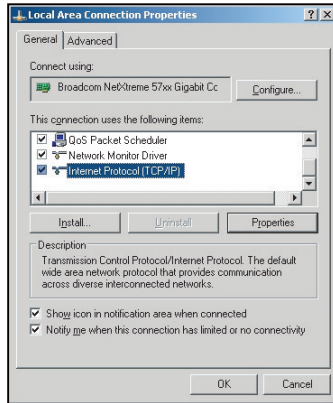 Local Area Connection Properties
General Advanced
Connect using:
Broadcom NetXtreme 57xx Gigabit Cc
Configure...
This connection uses the following items:
QoS Packet Scheduler
Network Monitor Driver
Internet Protocol (TCP/IP)
Install... Uninstall Properties
Description
Transmission Control Protocol/Internet Protocol. The default
wide area network protocol that provides communication
across diverse interconnected networks.
Show icon in notification area when connected
Notify me when this connection has limited or no connectivity
OK Cancel